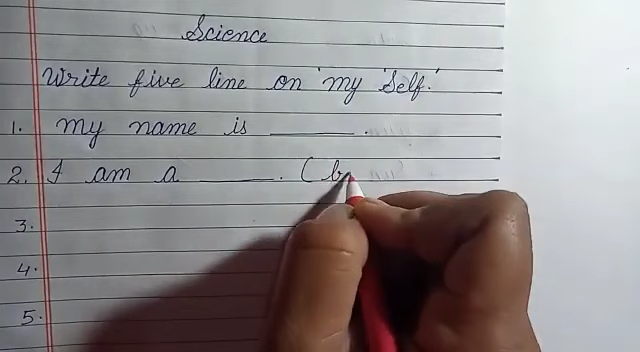 Science
Write five line on 'my Self.'
1. My name is ______.
2. I am a ______. (b
3.
4.
5.